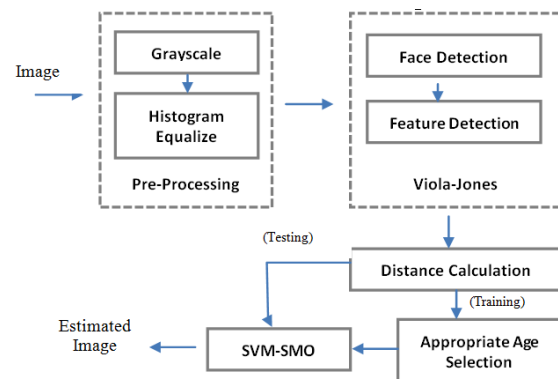 Image
Grayscale
Histogram
Equalize
Pre-Processing
Face Detection
Feature Detection
Viola-Jones
(Testing)
Distance Calculation
(Training)
Appropriate Age
Selection
SVM-SMO
Estimated
Image